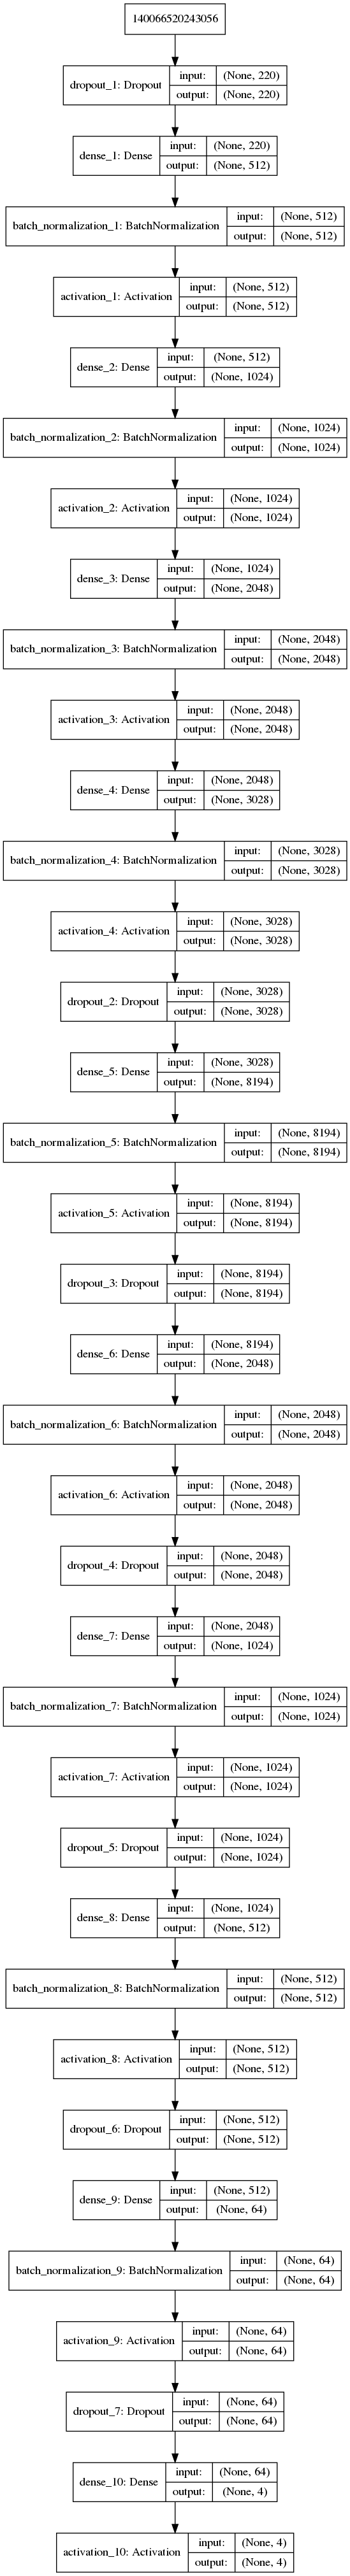 140066520243056
dropout_1: Dropout input: (None, 220)
output: (None, 220)
dense_1: Dense input: (None, 220)
output: (None, 512)
batch_normalization_1: BatchNormalization input: (None, 512)
output: (None, 512)
activation_1: Activation input: (None, 512)
output: (None, 512)
dense_2: Dense input: (None, 512)
output: (None, 1024)
batch_normalization_2: BatchNormalization input: (None, 1024)
output: (None, 1024)
activation_2: Activation input: (None, 1024)
output: (None, 1024)
dense_3: Dense input: (None, 1024)
output: (None, 2048)
batch_normalization_3: BatchNormalization input: (None, 2048)
output: (None, 2048)
activation_3: Activation input: (None, 2048)
output: (None, 2048)
dense_4: Dense input: (None, 2048)
output: (None, 3028)
batch_normalization_4: BatchNormalization input: (None, 3028)
output: (None, 3028)
activation_4: Activation input: (None, 3028)
output: (None, 3028)
dropout_2: Dropout input: (None, 3028)
output: (None, 3028)
dense_5: Dense input: (None, 3028)
output: (None, 8194)
batch_normalization_5: BatchNormalization input: (None, 8194)
output: (None, 8194)
activation_5: Activation input: (None, 8194)
output: (None, 8194)
dropout_3: Dropout input: (None, 8194)
output: (None, 8194)
dense_6: Dense input: (None, 8194)
output: (None, 2048)
batch_normalization_6: BatchNormalization input: (None, 2048)
output: (None, 2048)
activation_6: Activation input: (None, 2048)
output: (None, 2048)
dropout_4: Dropout input: (None, 2048)
output: (None, 2048)
dense_7: Dense input: (None, 2048)
output: (None, 1024)
batch_normalization_7: BatchNormalization input: (None, 1024)
output: (None, 1024)
activation_7: Activation input: (None, 1024)
output: (None, 1024)
dropout_5: Dropout input: (None, 1024)
output: (None, 1024)
dense_8: Dense input: (None, 1024)
output: (None, 512)
batch_normalization_8: BatchNormalization input: (None, 512)
output: (None, 512)
activation_8: Activation input: (None, 512)
output: (None, 512)
dropout_6: Dropout input: (None, 512)
output: (None, 512)
dense_9: Dense input: (None, 512)
output: (None, 64)
batch_normalization_9: BatchNormalization input: (None, 64)
output: (None, 64)
activation_9: Activation input: (None, 64)
output: (None, 64)
dropout_7: Dropout input: (None, 64)
output: (None, 64)
dense_10: Dense input: (None, 64)
output: (None, 4)
activation_10: Activation input: (None, 4)
output: (None, 4)